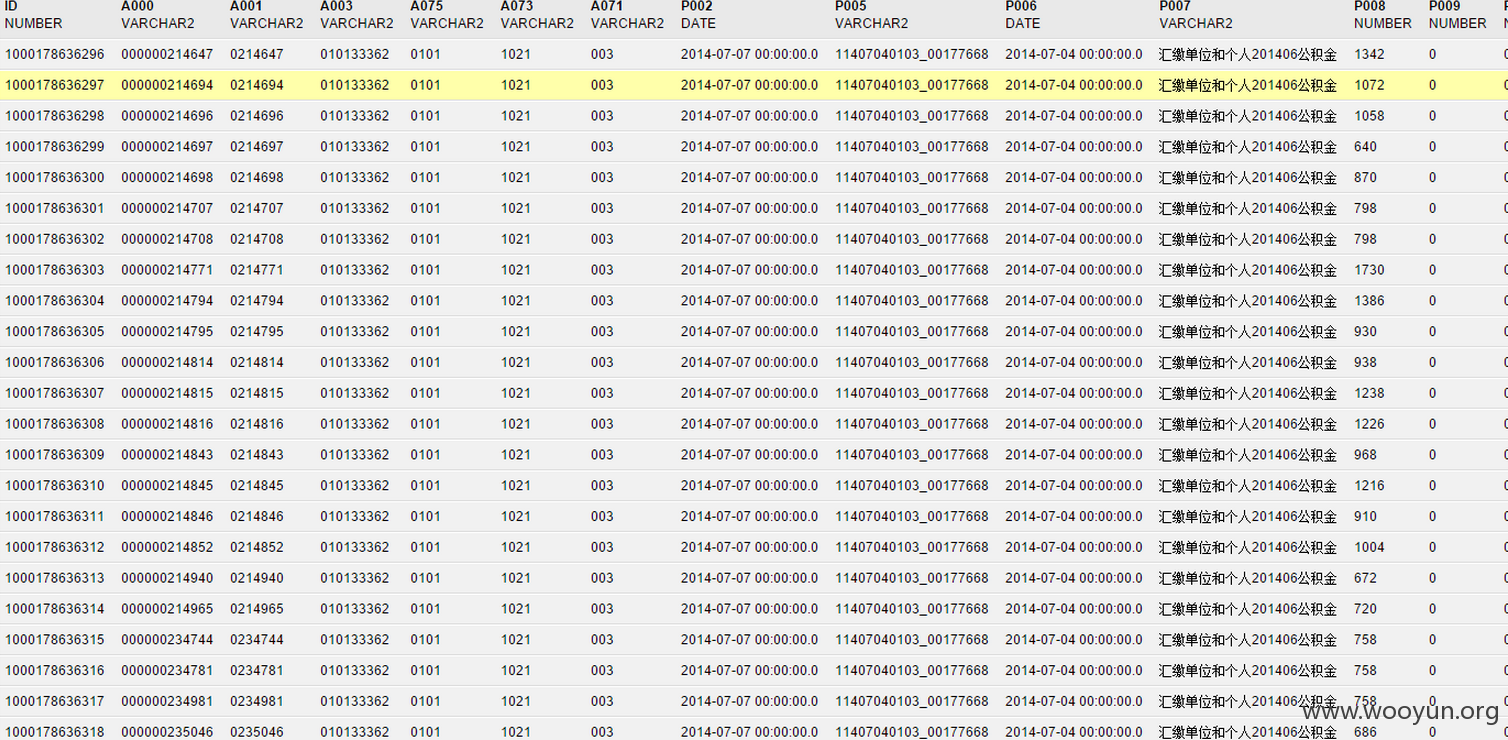 ID A000 A001 A003 A075 A073 A071 P002 P005 P006 P007 P008 P009
NUMBER VARCHAR2 VARCHAR2 VARCHAR2 VARCHAR2 VARCHAR2 VARCHAR2 DATE VARCHAR2 DATE VARCHAR2 NUMBER NUMBER
1000178636296 000000214647 0214647 010133362 0101 1021 003 2014-07-07 00:00:00.0 11407040103_00177668 2014-07-04 00:00:00.0 汇缴单位和个人201406公积金 1342 0
1000178636297 000000214694 0214694 010133362 0101 1021 003 2014-07-07 00:00:00.0 11407040103_00177668 2014-07-04 00:00:00.0 汇缴单位和个人201406公积金 1072 0
1000178636298 000000214696 0214696 010133362 0101 1021 003 2014-07-07 00:00:00.0 11407040103_00177668 2014-07-04 00:00:00.0 汇缴单位和个人201406公积金 1058 0
1000178636299 000000214697 0214697 010133362 0101 1021 003 2014-07-07 00:00:00.0 11407040103_00177668 2014-07-04 00:00:00.0 汇缴单位和个人201406公积金 640 0
1000178636300 000000214698 0214698 010133362 0101 1021 003 2014-07-07 00:00:00.0 11407040103_00177668 2014-07-04 00:00:00.0 汇缴单位和个人201406公积金 870 0
1000178636301 000000214707 0214707 010133362 0101 1021 003 2014-07-07 00:00:00.0 11407040103_00177668 2014-07-04 00:00:00.0 汇缴单位和个人201406公积金 798 0
1000178636302 000000214708 0214708 010133362 0101 1021 003 2014-07-07 00:00:00.0 11407040103_00177668 2014-07-04 00:00:00.0 汇缴单位和个人201406公积金 798 0
1000178636303 000000214771 0214771 010133362 0101 1021 003 2014-07-07 00:00:00.0 11407040103_00177668 2014-07-04 00:00:00.0 汇缴单位和个人201406公积金 1730 0
1000178636304 000000214794 0214794 010133362 0101 1021 003 2014-07-07 00:00:00.0 11407040103_00177668 2014-07-04 00:00:00.0 汇缴单位和个人201406公积金 1386 0
1000178636305 000000214795 0214795 010133362 0101 1021 003 2014-07-07 00:00:00.0 11407040103_00177668 2014-07-04 00:00:00.0 汇缴单位和个人201406公积金 930 0
1000178636306 000000214814 0214814 010133362 0101 1021 003 2014-07-07 00:00:00.0 11407040103_00177668 2014-07-04 00:00:00.0 汇缴单位和个人201406公积金 938 0
1000178636307 000000214815 0214815 010133362 0101 1021 003 2014-07-07 00:00:00.0 11407040103_00177668 2014-07-04 00:00:00.0 汇缴单位和个人201406公积金 1238 0
1000178636308 000000214816 0214816 010133362 0101 1021 003 2014-07-07 00:00:00.0 11407040103_00177668 2014-07-04 00:00:00.0 汇缴单位和个人201406公积金 1226 0
1000178636309 000000214843 0214843 010133362 0101 1021 003 2014-07-07 00:00:00.0 11407040103_00177668 2014-07-04 00:00:00.0 汇缴单位和个人201406公积金 968 0
1000178636310 000000214845 0214845 010133362 0101 1021 003 2014-07-07 00:00:00.0 11407040103_00177668 2014-07-04 00:00:00.0 汇缴单位和个人201406公积金 1216 0
1000178636311 000000214846 0214846 010133362 0101 1021 003 2014-07-07 00:00:00.0 11407040103_00177668 2014-07-04 00:00:00.0 汇缴单位和个人201406公积金 910 0
1000178636312 000000214852 0214852 010133362 0101 1021 003 2014-07-07 00:00:00.0 11407040103_00177668 2014-07-04 00:00:00.0 汇缴单位和个人201406公积金 1004 0
1000178636313 000000214940 0214940 010133362 0101 1021 003 2014-07-07 00:00:00.0 11407040103_00177668 2014-07-04 00:00:00.0 汇缴单位和个人201406公积金 672 0
1000178636314 000000214965 0214965 010133362 0101 1021 003 2014-07-07 00:00:00.0 11407040103_00177668 2014-07-04 00:00:00.0 汇缴单位和个人201406公积金 720 0
1000178636315 000000234744 0234744 010133362 0101 1021 003 2014-07-07 00:00:00.0 11407040103_00177668 2014-07-04 00:00:00.0 汇缴单位和个人201406公积金 758 0
1000178636316 000000234781 0234781 010133362 0101 1021 003 2014-07-07 00:00:00.0 11407040103_00177668 2014-07-04 00:00:00.0 汇缴单位和个人201406公积金 758 0
1000178636317 000000234981 0234981 010133362 0101 1021 003 2014-07-07 00:00:00.0 11407040103_00177668 2014-07-04 00:00:00.0 汇缴单位和个人201406公积金 758 0
www.wooyun.org
1000178636318 000000235046 0235046 010133362 0101 1021 003 2014-07-07 00:00:00.0 11407040103_00177668 2014-07-04 00:00:00.0 汇缴单位和个人201406公积金 686 0